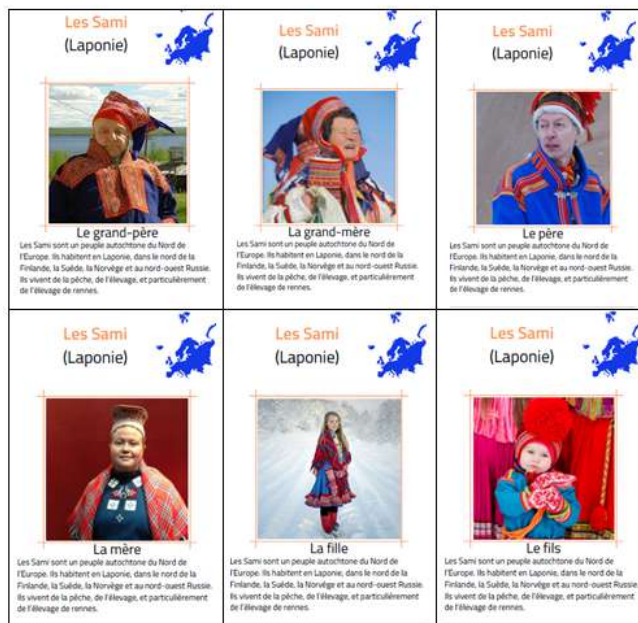 Les Sami
(Laponie)
Le grand-père
Les Sami sont un peuple autochtone du Nord de
l'Europe. Ils habitent en Laponie, dans le nord de la
Finlande, la Suède, la Norvège et au nord-ouest Russie.
Ils vivent de la pêche, de l'élevage, et particulièrement
de l'élevage de rennes.
Les Sami
(Laponie)
La grand-mère
Les Sami sont un peuple autochtone du Nord de
l'Europe. Ils habitent en Laponie, dans le nord de la
Finlande, la Suède, la Norvège et au nord-ouest Russie.
Ils vivent de la pêche, de l'élevage, et particulièrement
de l'élevage de rennes.
Les Sami
(Laponie)
Le père
Les Sami sont un peuple autochtone du Nord de
l'Europe. Ils habitent en Laponie, dans le nord de la
Finlande, la Suède, la Norvège et au nord-ouest Russie.
Ils vivent de la pêche, de l'élevage, et particulièrement
de l'élevage de rennes.
Les Sami
(Laponie)
La mère
Les Sami sont un peuple autochtone du Nord de
l'Europe. Ils habitent en Laponie, dans le nord de la
Finlande, la Suède, la Norvège et au nord-ouest Russie.
Ils vivent de la pêche, de l'élevage, et particulièrement
de l'élevage de rennes.
Les Sami
(Laponie)
La fille
Les Sami sont un peuple autochtone du Nord de
l'Europe. Ils habitent en Laponie, dans le nord de la
Finlande, la Suède, la Norvège et au nord-ouest Russie.
Ils vivent de la pêche, de l'élevage, et particulièrement
de l'élevage de rennes.
Les Sami
(Laponie)
Le fils
Les Sami sont un peuple autochtone du Nord de
l'Europe. Ils habitent en Laponie, dans le nord de la
Finlande, la Suède, la Norvège et au nord-ouest Russie.
Ils vivent de la pêche, de l'élevage, et particulièrement
de l'élevage de rennes.